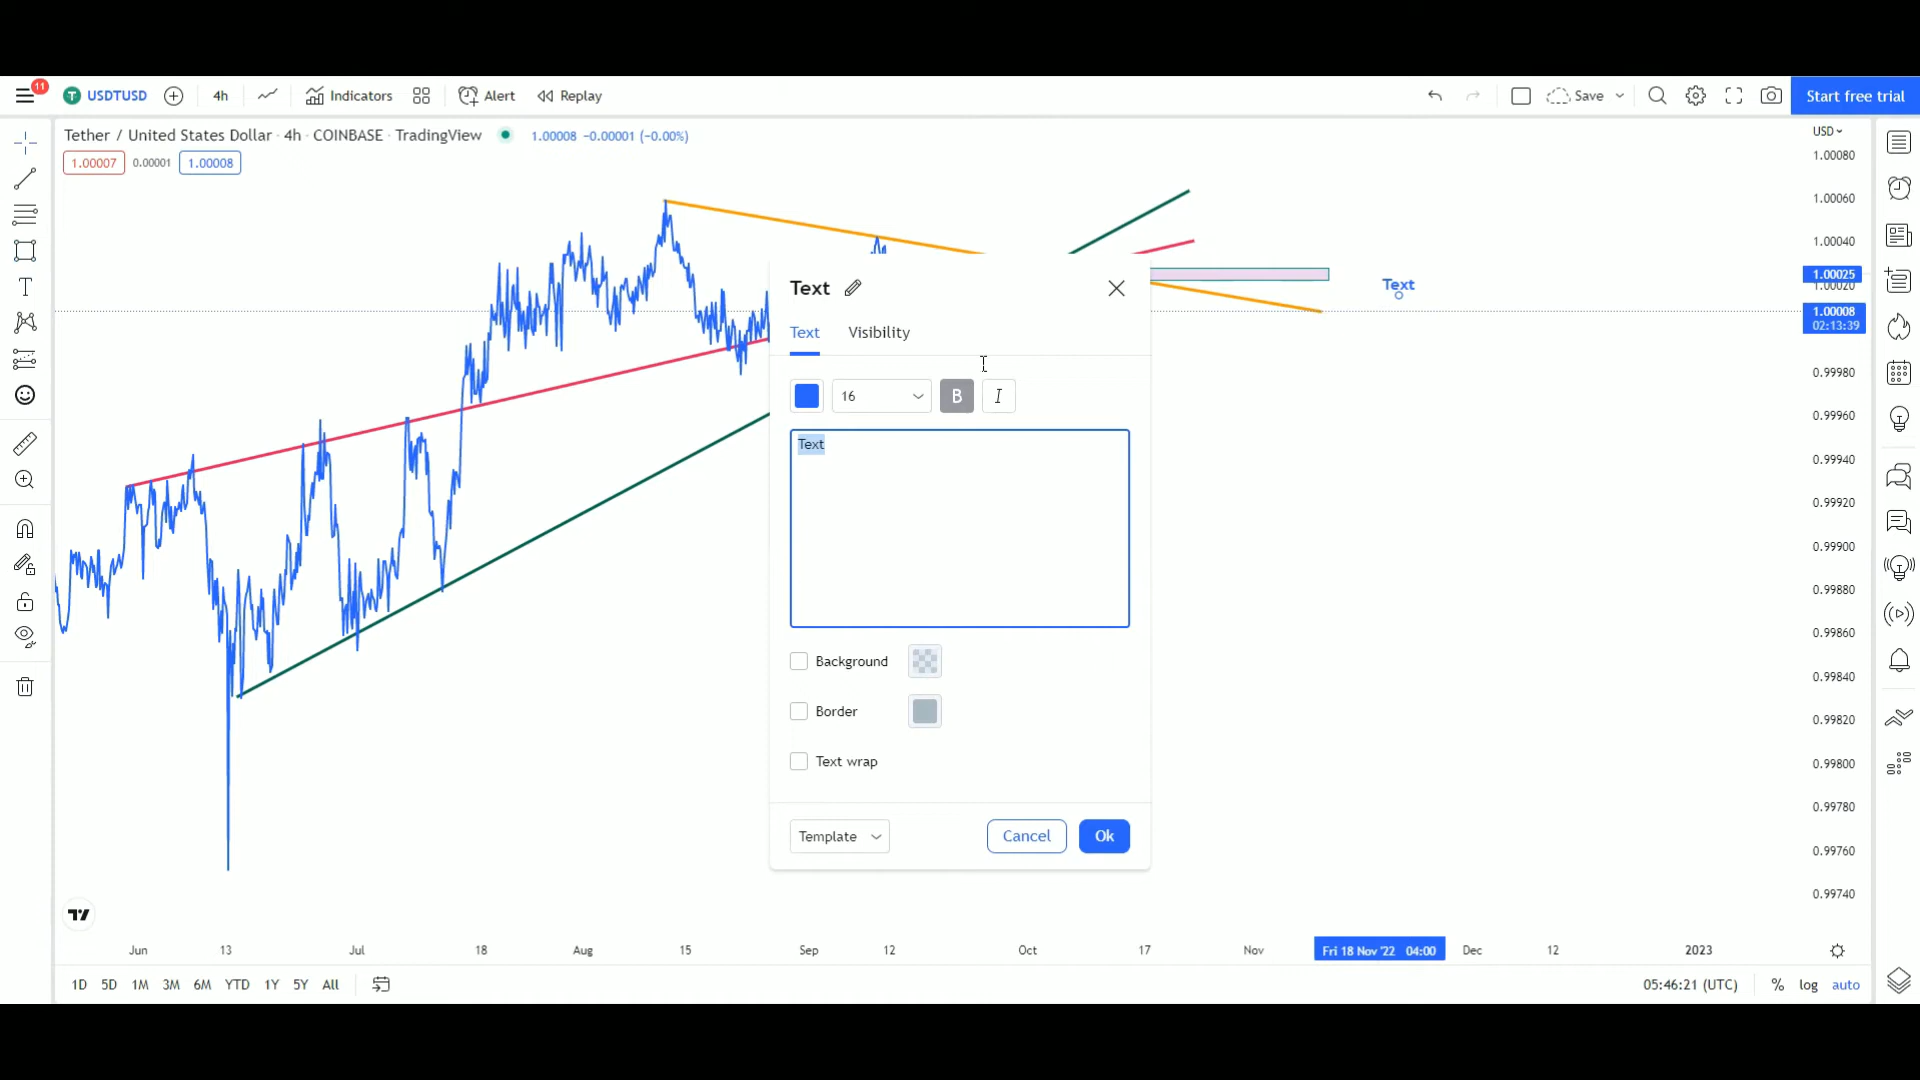 11 USDTUSD 4h Indicators Alert Replay Save Start free trial
Tether / United States Dollar · 4h · COINBASE · TradingView 1.00008 −0.00001 (−0.00%)
1.00007 0.00001 1.00008
USD
1.00080
1.00060
1.00040
1.00025
1.00020
1.00008
02:13:39
0.99980
0.99960
0.99940
0.99920
0.99900
0.99880
0.99860
0.99840
0.99820
0.99800
0.99780
0.99760
0.99740
Text
Text
Text Visibility
16 B I
Text
Background
Border
Text wrap
Template Cancel Ok
Jun 13 Jul 18 Aug 15 Sep 12 Oct 17 Nov Fri 18 Nov '22 04:00 Dec 12 2023
1D 5D 1M 3M 6M YTD 1Y 5Y All 05:46:21 (UTC) % log auto